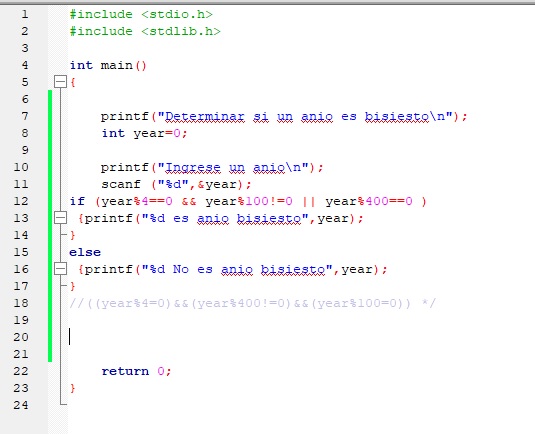 1 #include <stdio.h>
2 #include <stdlib.h>
3
4 int main()
5 {
6
7 printf("Determinar si un anio es bisiesto\n");
8 int year=0;
9
10 printf("Ingrese un anio\n");
11 scanf ("%d",&year);
12 if (year%4==0 && year%100!=0 || year%400==0 )
13 {printf("%d es anio bisiesto",year);
14 }
15 else
16 {printf("%d No es anio bisiesto",year);
17 }
18 //((year%4=0)&&(year%400!=0)&&(year%100=0)) */
19
20
21
22 return 0;
23 }
24